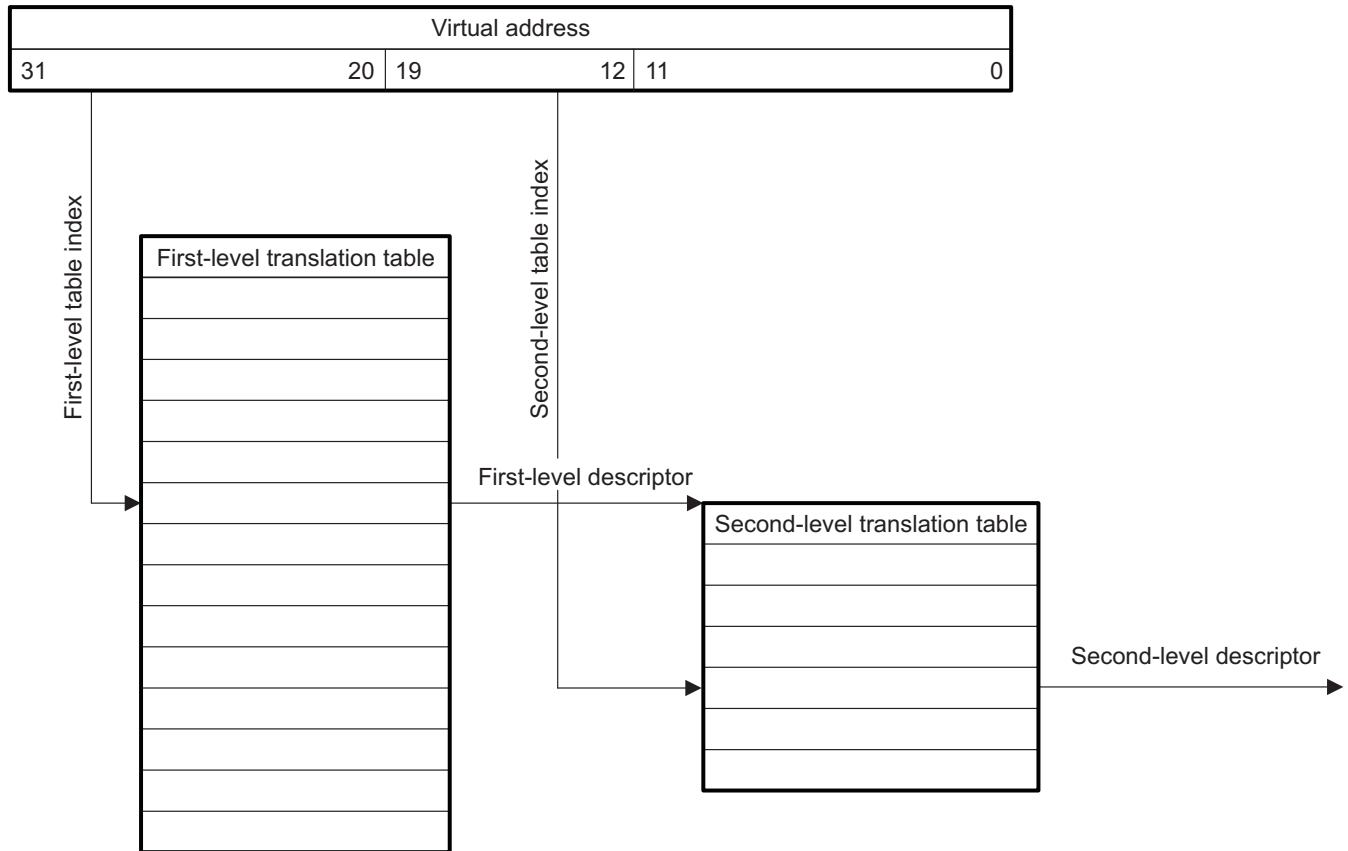 Virtual address
31 20 19 12 11 0
First-level table index
Second-level table index
First-level translation table
First-level descriptor
Second-level translation table
Second-level descriptor